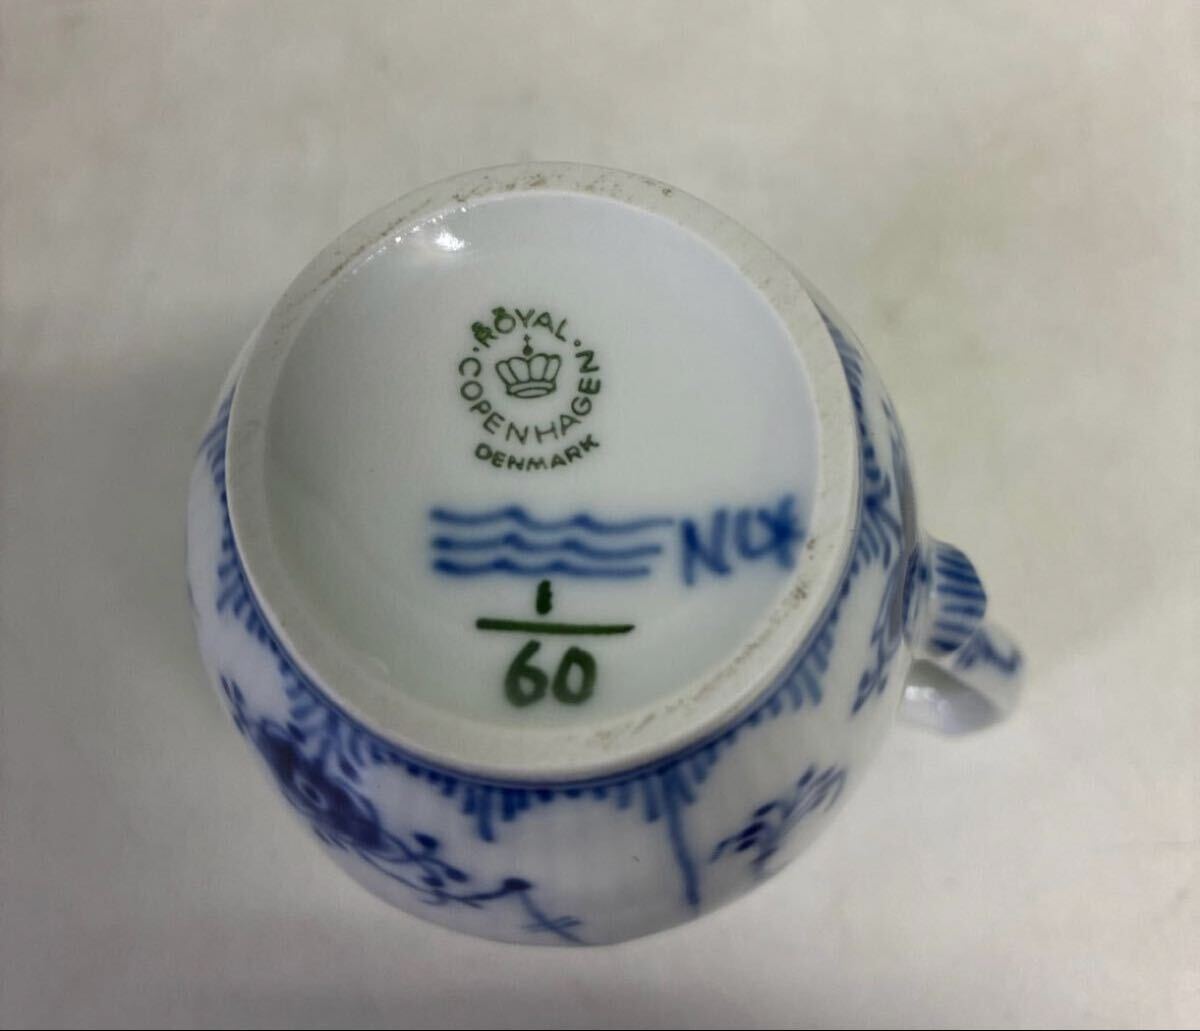 ROYAL
COPENHAGEN
DENMARK
1
60